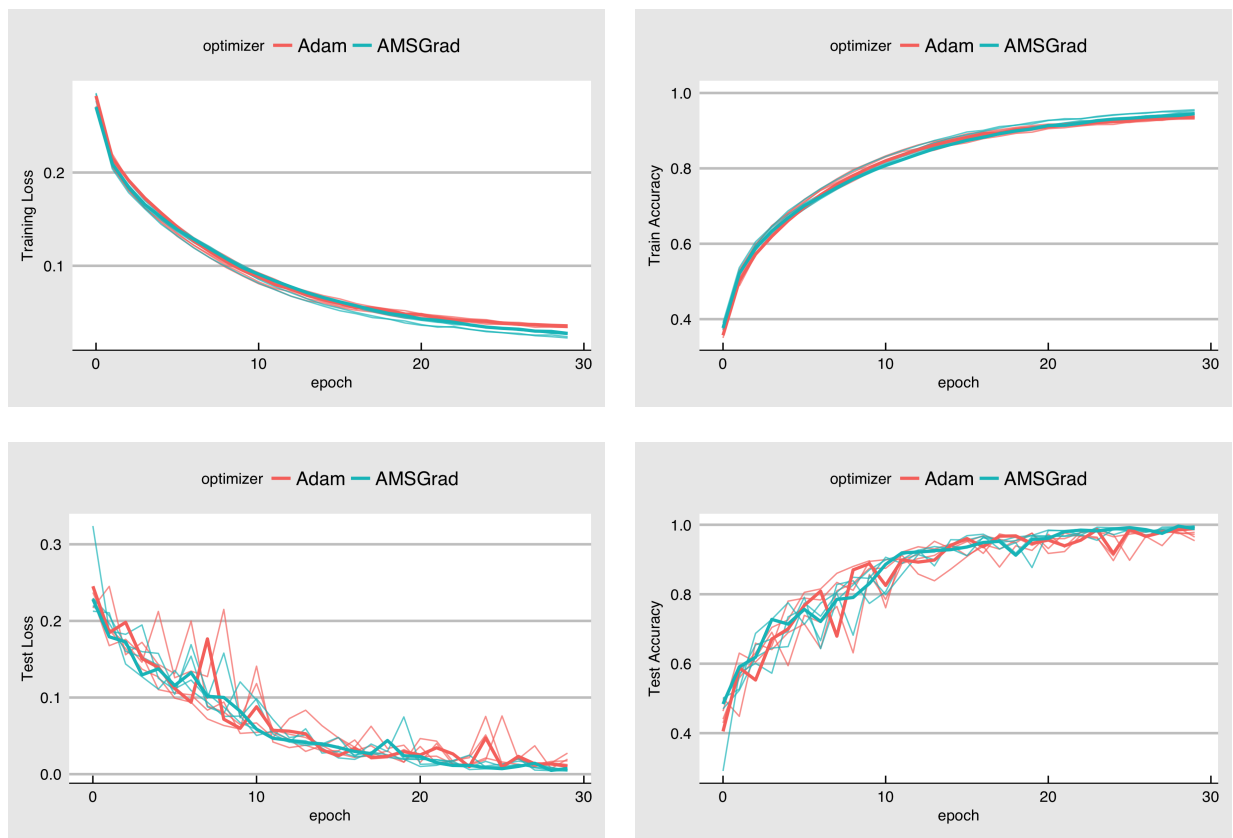 optimizer Adam AMSGrad
Training Loss
0.2
0.1
0 10 20 30
epoch
optimizer Adam AMSGrad
Train Accuracy
1.0
0.8
0.6
0.4
0 10 20 30
epoch
optimizer Adam AMSGrad
Test Loss
0.3
0.2
0.1
0.0
0 10 20 30
epoch
optimizer Adam AMSGrad
Test Accuracy
1.0
0.8
0.6
0.4
0 10 20 30
epoch